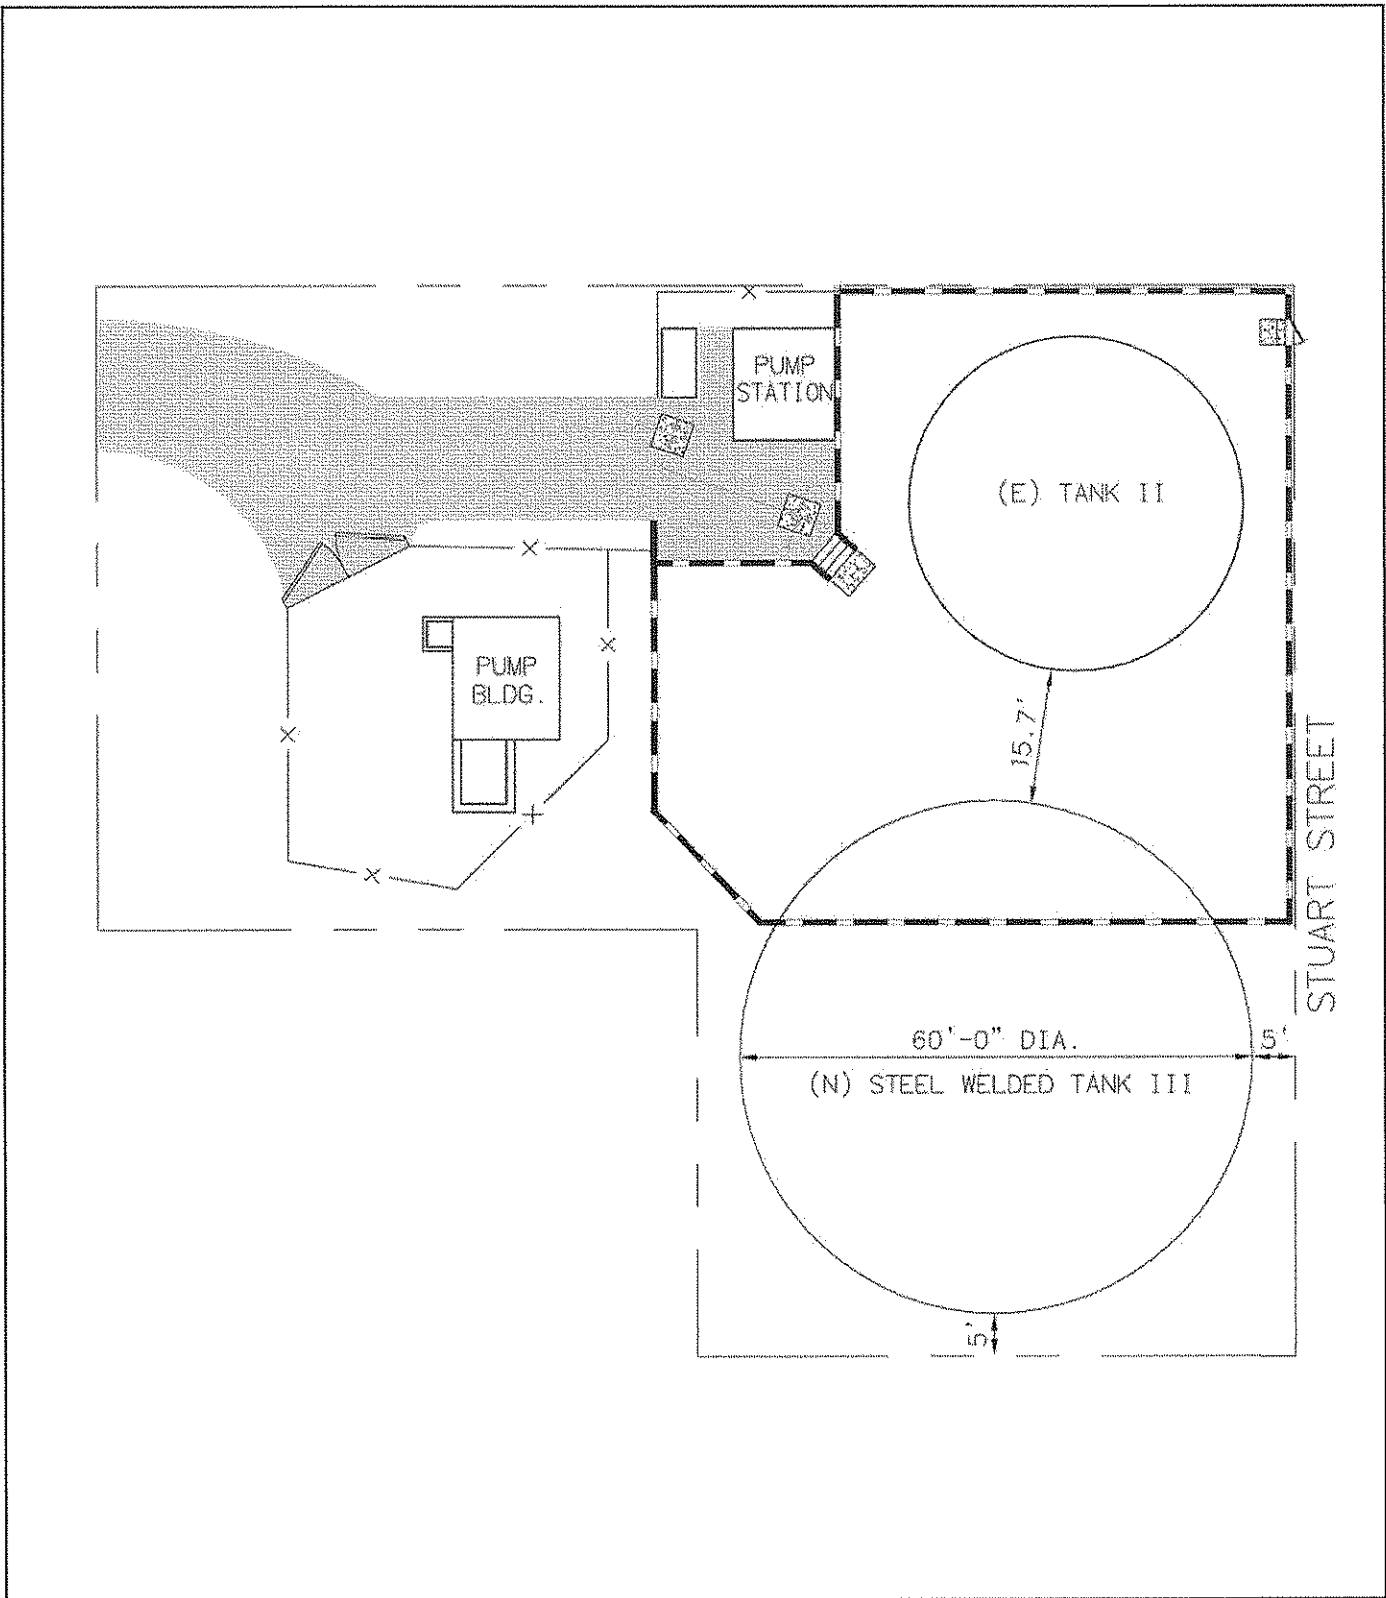 PUMP
STATION
(E) TANK II
PUMP
BLDG.
15.7'
STUART STREET
60'-0" DIA.
5'
(N) STEEL WELDED TANK III
5'